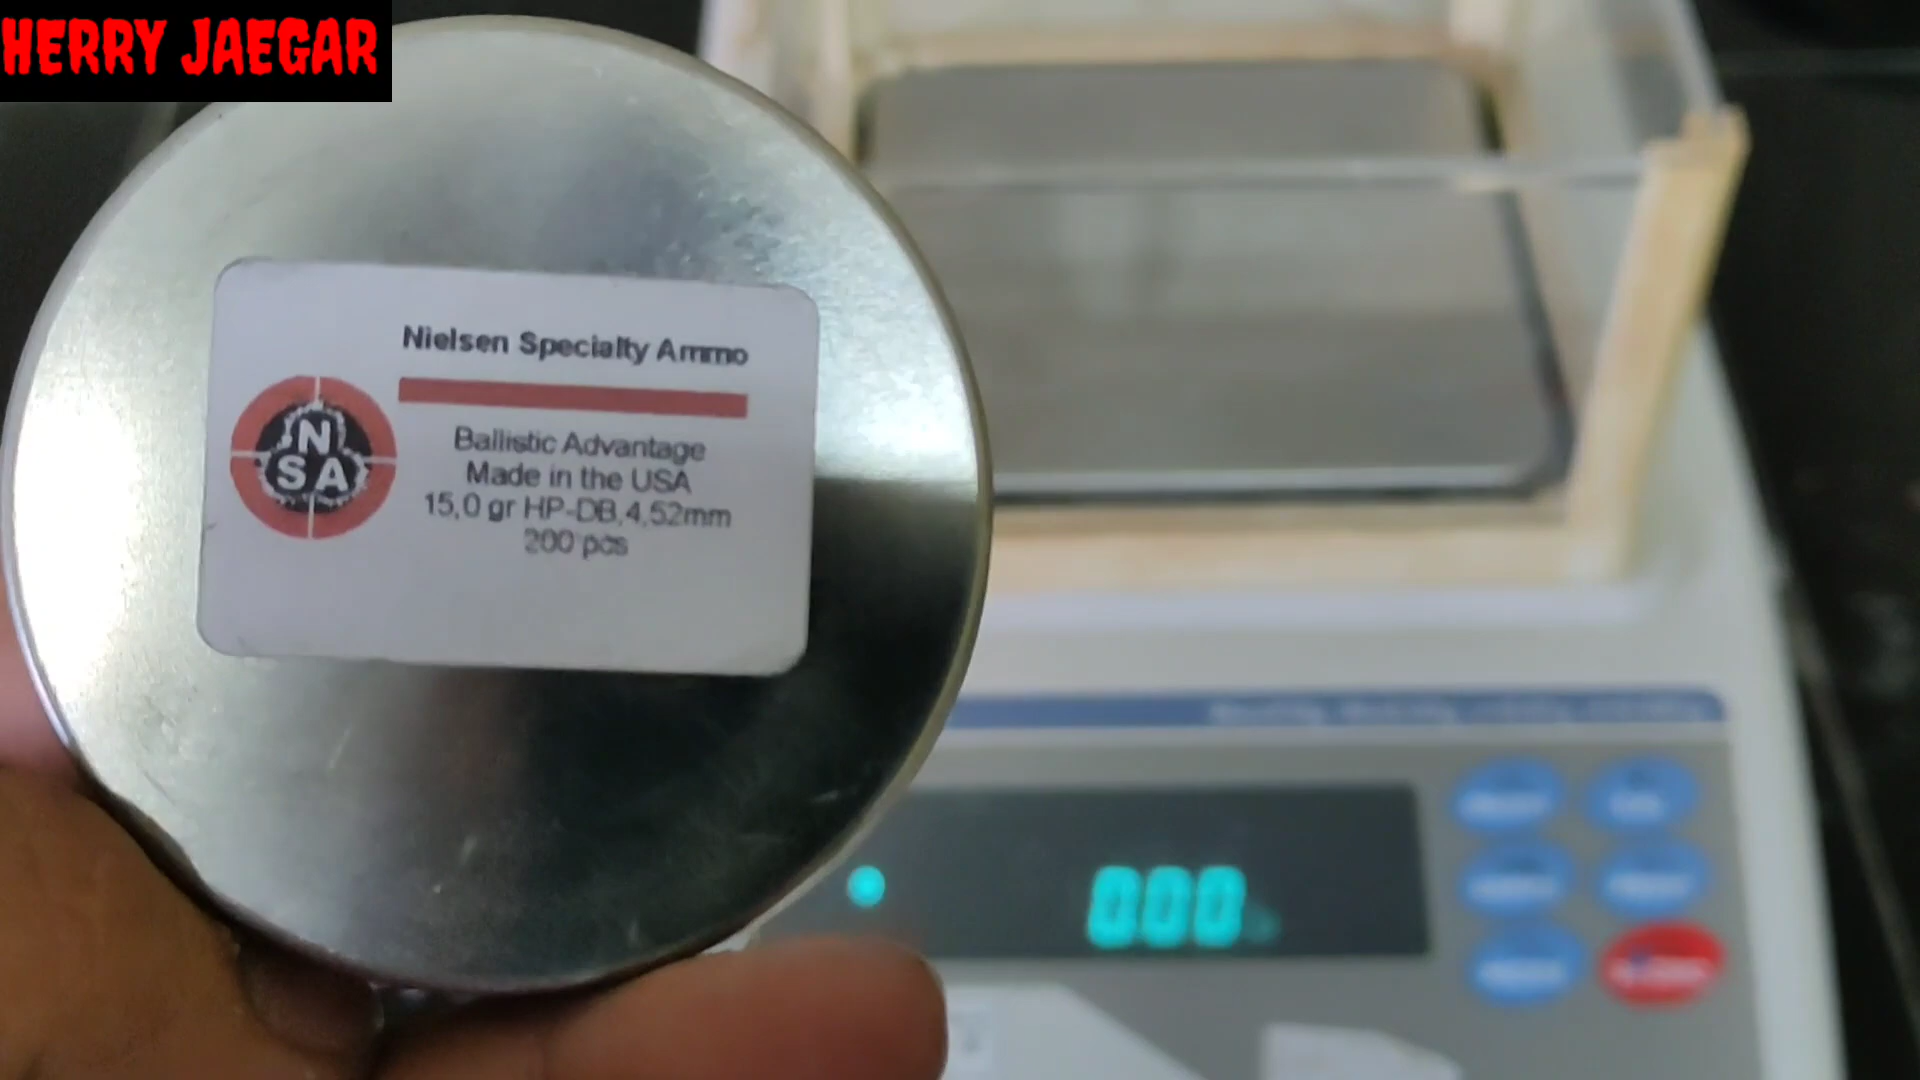 HERRY JAEGAR
Nielsen Specialty Ammo
N
SA
Ballistic Advantage
Made in the USA
15,0 gr HP-DB,4,52mm
200 pcs
0.00